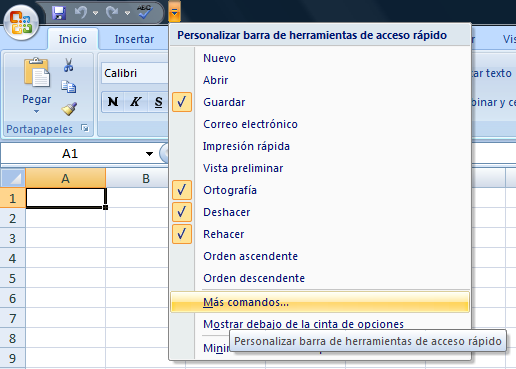 ABC
Inicio
Insertar
Vis
Personalizar barra de herramientas de acceso rápido
Nuevo
Abrir
Guardar
Correo electrónico
Impresión rápida
Vista preliminar
Ortografía
Deshacer
Rehacer
Orden ascendente
Orden descendente
Más comandos...
Mostrar debajo de la cinta de opciones
Personalizar barra de herramientas de acceso rápido
Pegar
Portapapeles
Calibri
N K S
ar texto
binar y ce
A1
A B
1
2
3
4
5
6
7
8
9